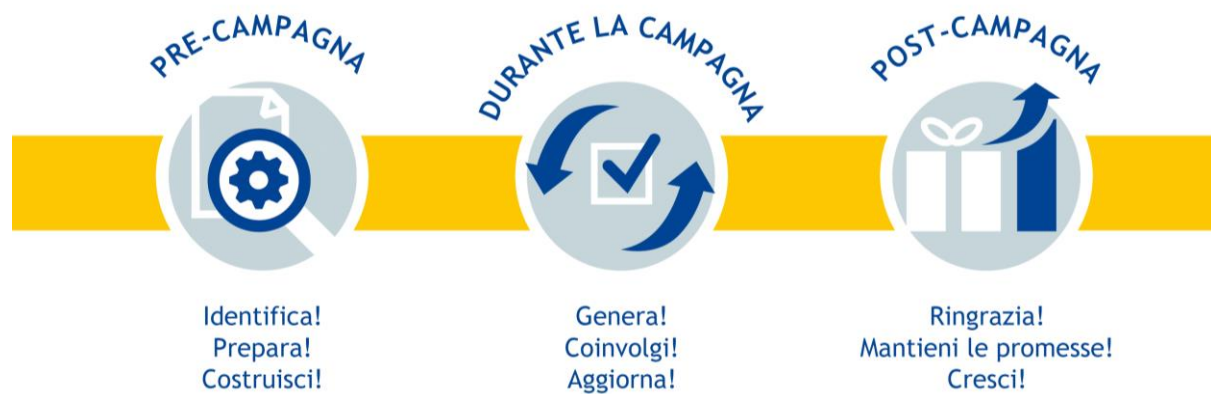 PRE-CAMPAGNA
Identifica!
Prepara!
Costruisci!
DURANTE LA CAMPAGNA
Genera!
Coinvolgi!
Aggiorna!
POST-CAMPAGNA
Ringrazia!
Mantieni le promesse!
Cresci!